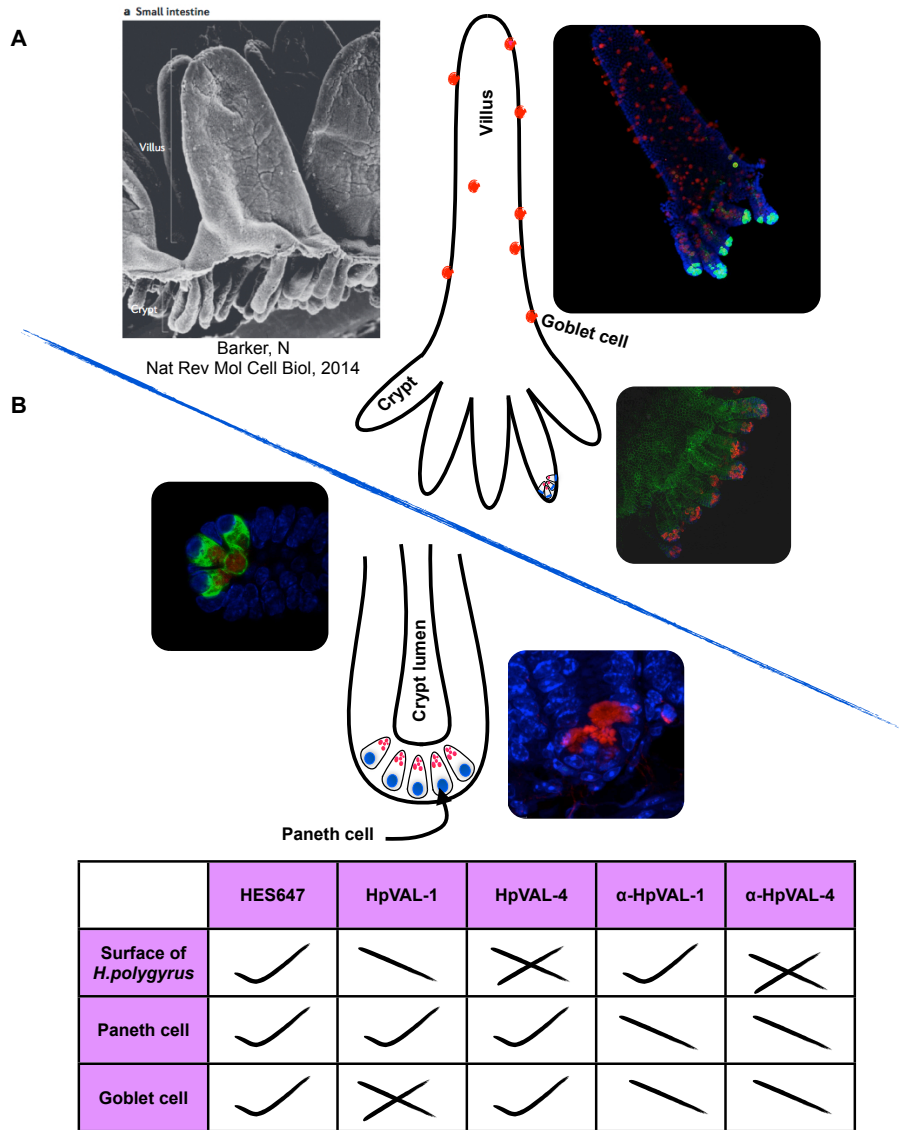 a Small intestine
A
Villus
Crypt
Barker, N
Nat Rev Mol Cell Biol, 2014
Villus
Goblet cell
Crypt
B
Crypt lumen
Paneth cell
HES647 HpVAL-1 HpVAL-4 α-HpVAL-1 α-HpVAL-4
Surface of
H.polygyrus
Paneth cell
Goblet cell